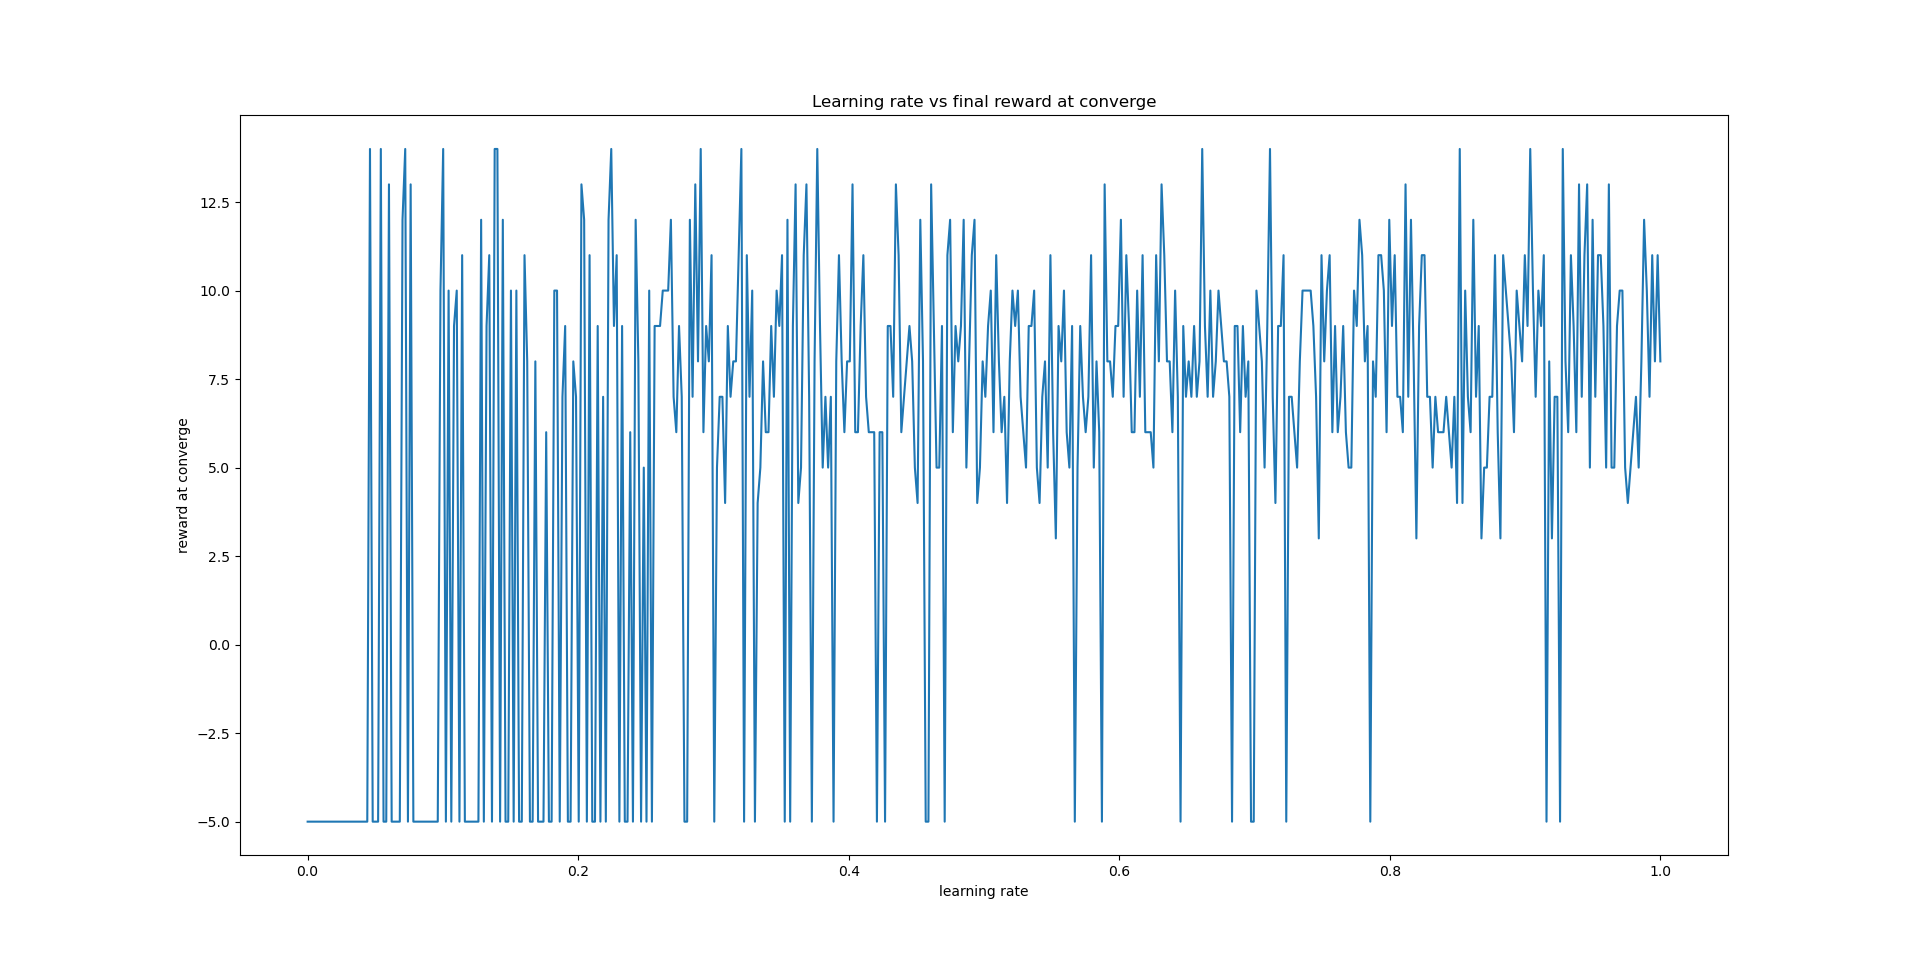 Learning rate vs final reward at converge
reward at converge
12.5
10.0
7.5
5.0
2.5
0.0
−2.5
−5.0
0.0 0.2 0.4 0.6 0.8 1.0
learning rate